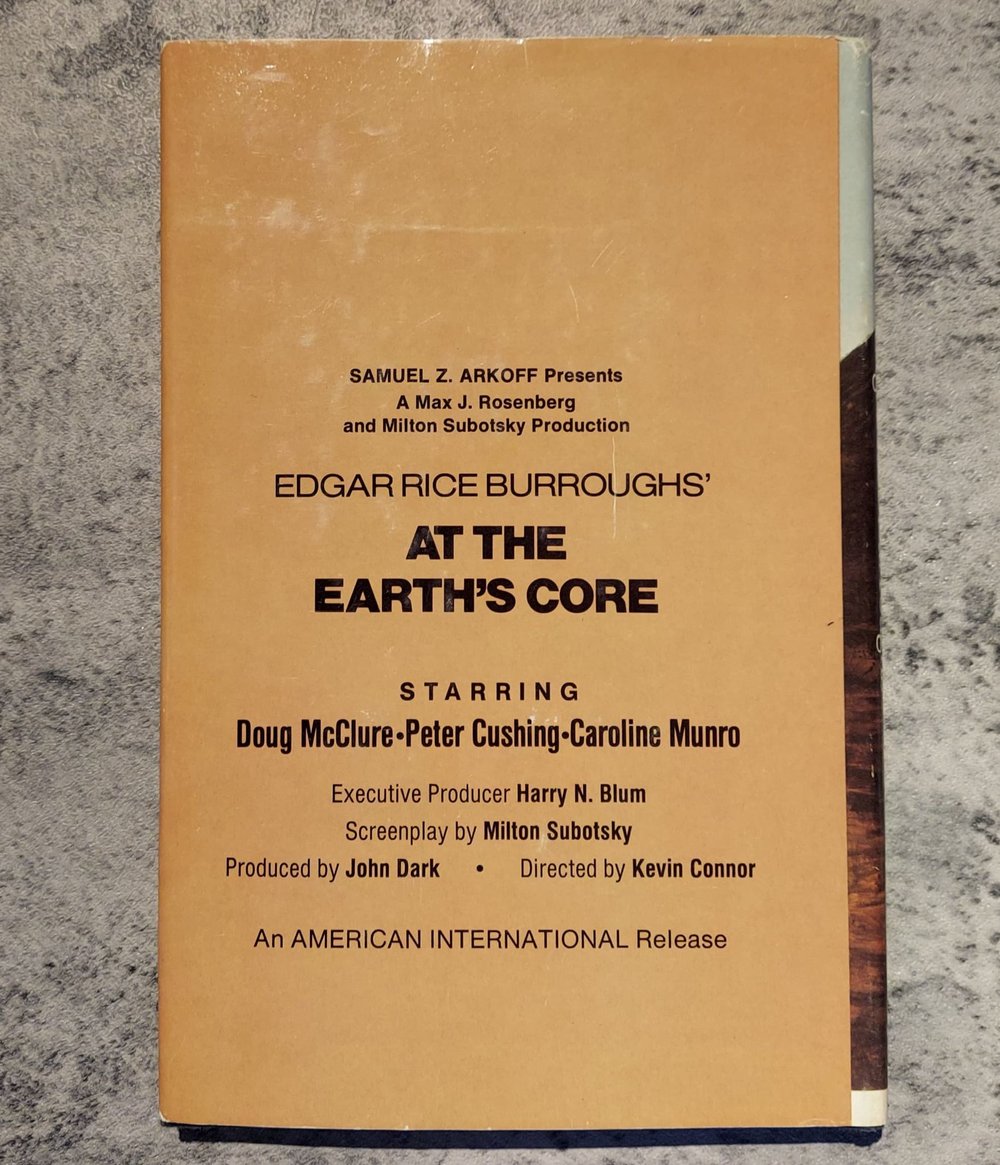 SAMUEL Z. ARKOFF Presents
A Max J. Rosenberg
and Milton Subotsky Production
EDGAR RICE BURROUGHS'
AT THE
EARTH'S CORE
STARRING
Doug McClure•Peter Cushing•Caroline Munro
Executive Producer Harry N. Blum
Screenplay by Milton Subotsky
Produced by John Dark • Directed by Kevin Connor
An AMERICAN INTERNATIONAL Release